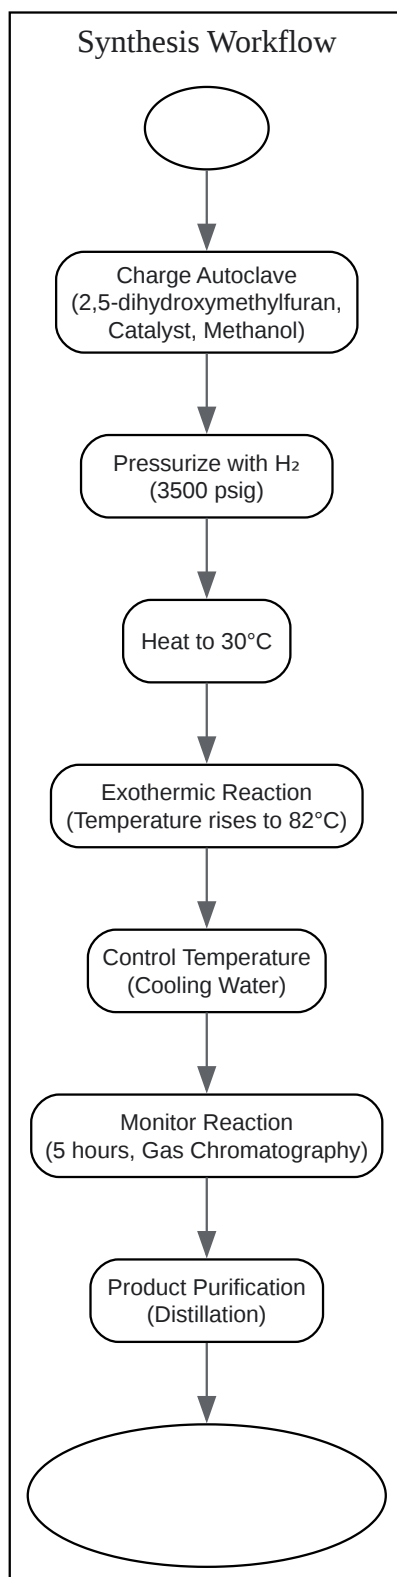 Synthesis Workflow
Charge Autoclave
(2,5-dihydroxymethylfuran,
Catalyst, Methanol)
Pressurize with H₂
(3500 psig)
Heat to 30°C
Exothermic Reaction
(Temperature rises to 82°C)
Control Temperature
(Cooling Water)
Monitor Reaction
(5 hours, Gas Chromatography)
Product Purification
(Distillation)